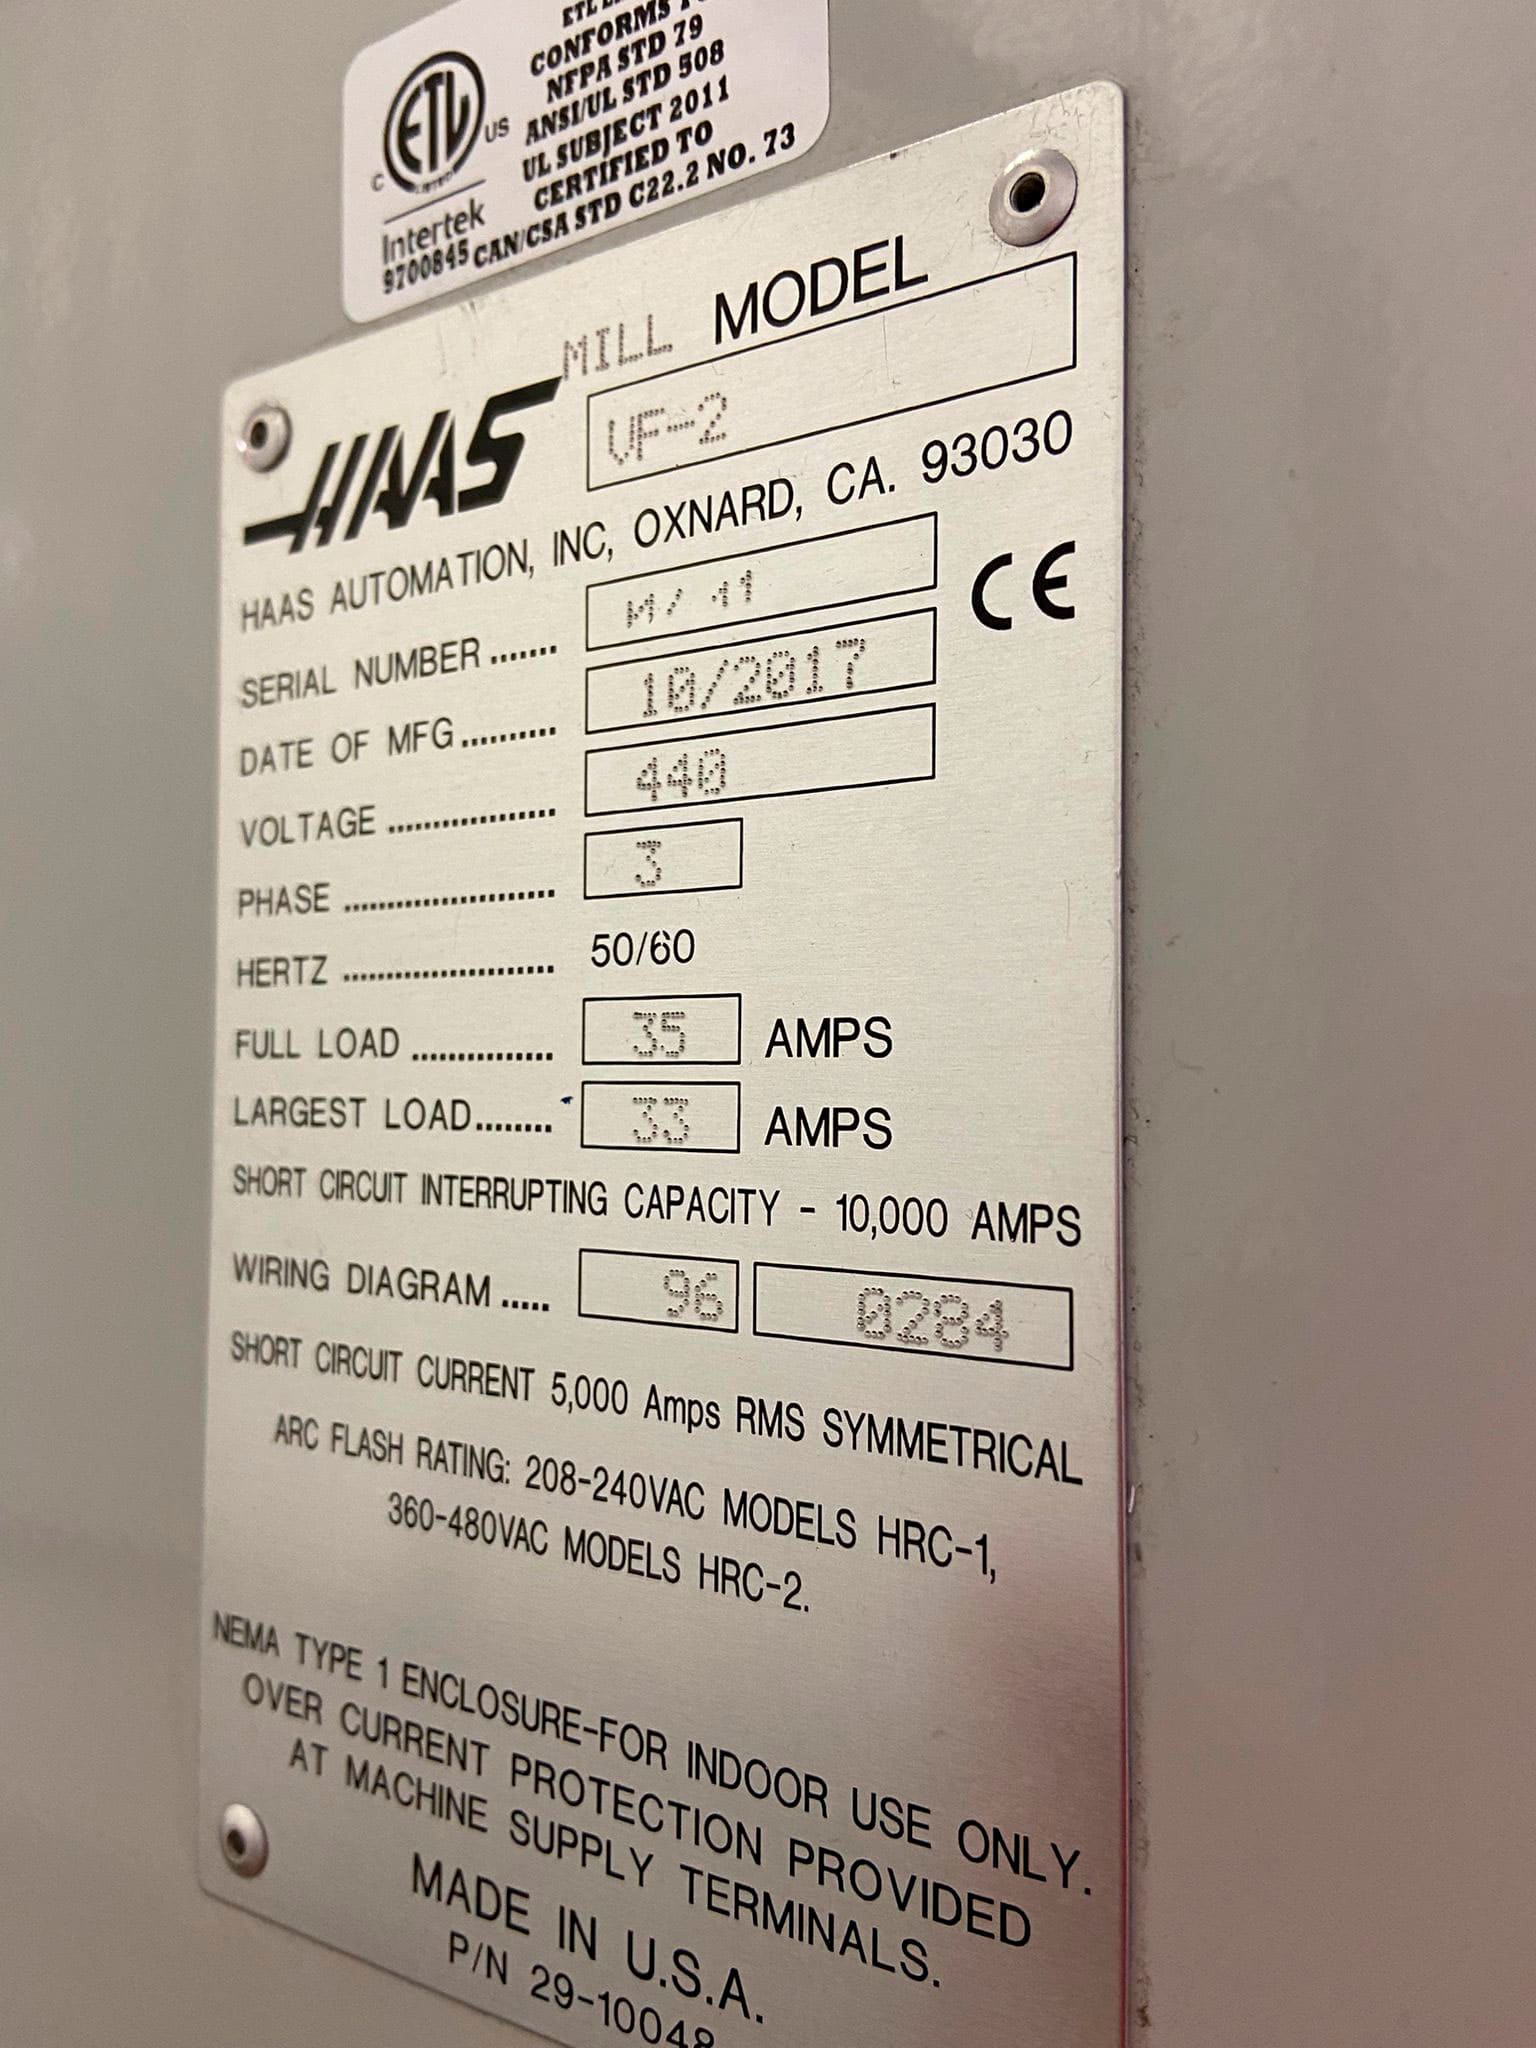 CONFORMS
NFPA STD 79
ANSI/UL STD 508
UL SUBJECT 2011
CERTIFIED TO
CAN/CSA STD C22.2 NO. 73
ETL
LISTED
C US
Intertek
9700845
MILL MODEL
HAAS VF-2
HAAS AUTOMATION, INC, OXNARD, CA. 93030
SERIAL NUMBER.......
CE
DATE OF MFG.......... 10/2017
VOLTAGE .................. 440
PHASE ...................... 3
HERTZ ...................... 50/60
FULL LOAD ............... 35 AMPS
LARGEST LOAD........ 33 AMPS
SHORT CIRCUIT INTERRUPTING CAPACITY - 10,000 AMPS
WIRING DIAGRAM ..... 96 0284
SHORT CIRCUIT CURRENT 5,000 Amps RMS SYMMETRICAL
ARC FLASH RATING: 208-240VAC MODELS HRC-1,
360-480VAC MODELS HRC-2.
NEMA TYPE 1 ENCLOSURE-FOR INDOOR USE ONLY.
OVER CURRENT PROTECTION PROVIDED
AT MACHINE SUPPLY TERMINALS.
MADE IN U.S.A.
P/N 29-10048